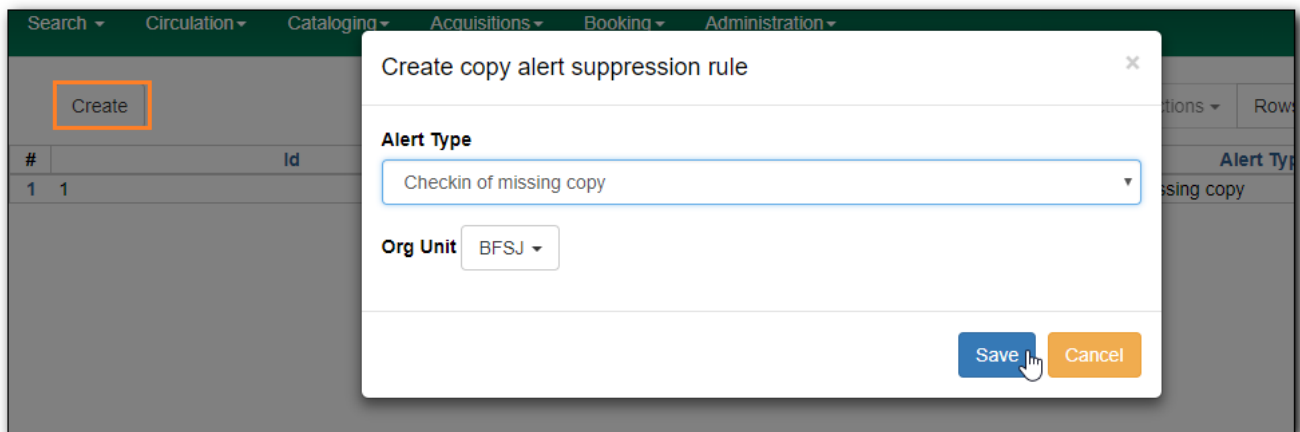 Search Circulation Cataloging Acquisitions Booking Administration
Create copy alert suppression rule ×
Create
Rows
Alert Type
# Id Alert Typ
Checkin of missing copy
1 1 ssing copy
Org Unit BFSJ
Save Cancel